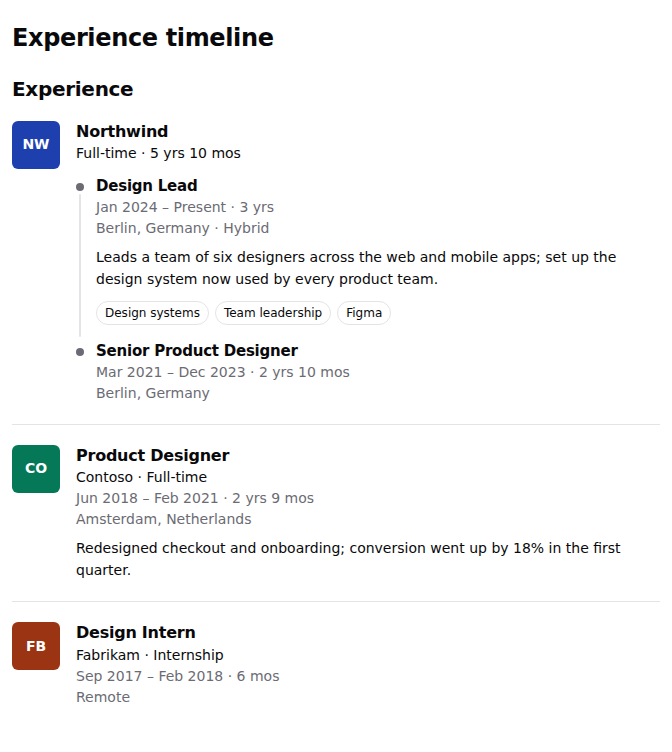 Experience timeline
Experience
NW
Northwind
Full-time · 5 yrs 10 mos
Design Lead
Jan 2024 – Present · 3 yrs
Berlin, Germany · Hybrid
Leads a team of six designers across the web and mobile apps; set up the
design system now used by every product team.
Design systems Team leadership Figma
Senior Product Designer
Mar 2021 – Dec 2023 · 2 yrs 10 mos
Berlin, Germany
CO
Product Designer
Contoso · Full-time
Jun 2018 – Feb 2021 · 2 yrs 9 mos
Amsterdam, Netherlands
Redesigned checkout and onboarding; conversion went up by 18% in the first
quarter.
FB
Design Intern
Fabrikam · Internship
Sep 2017 – Feb 2018 · 6 mos
Remote